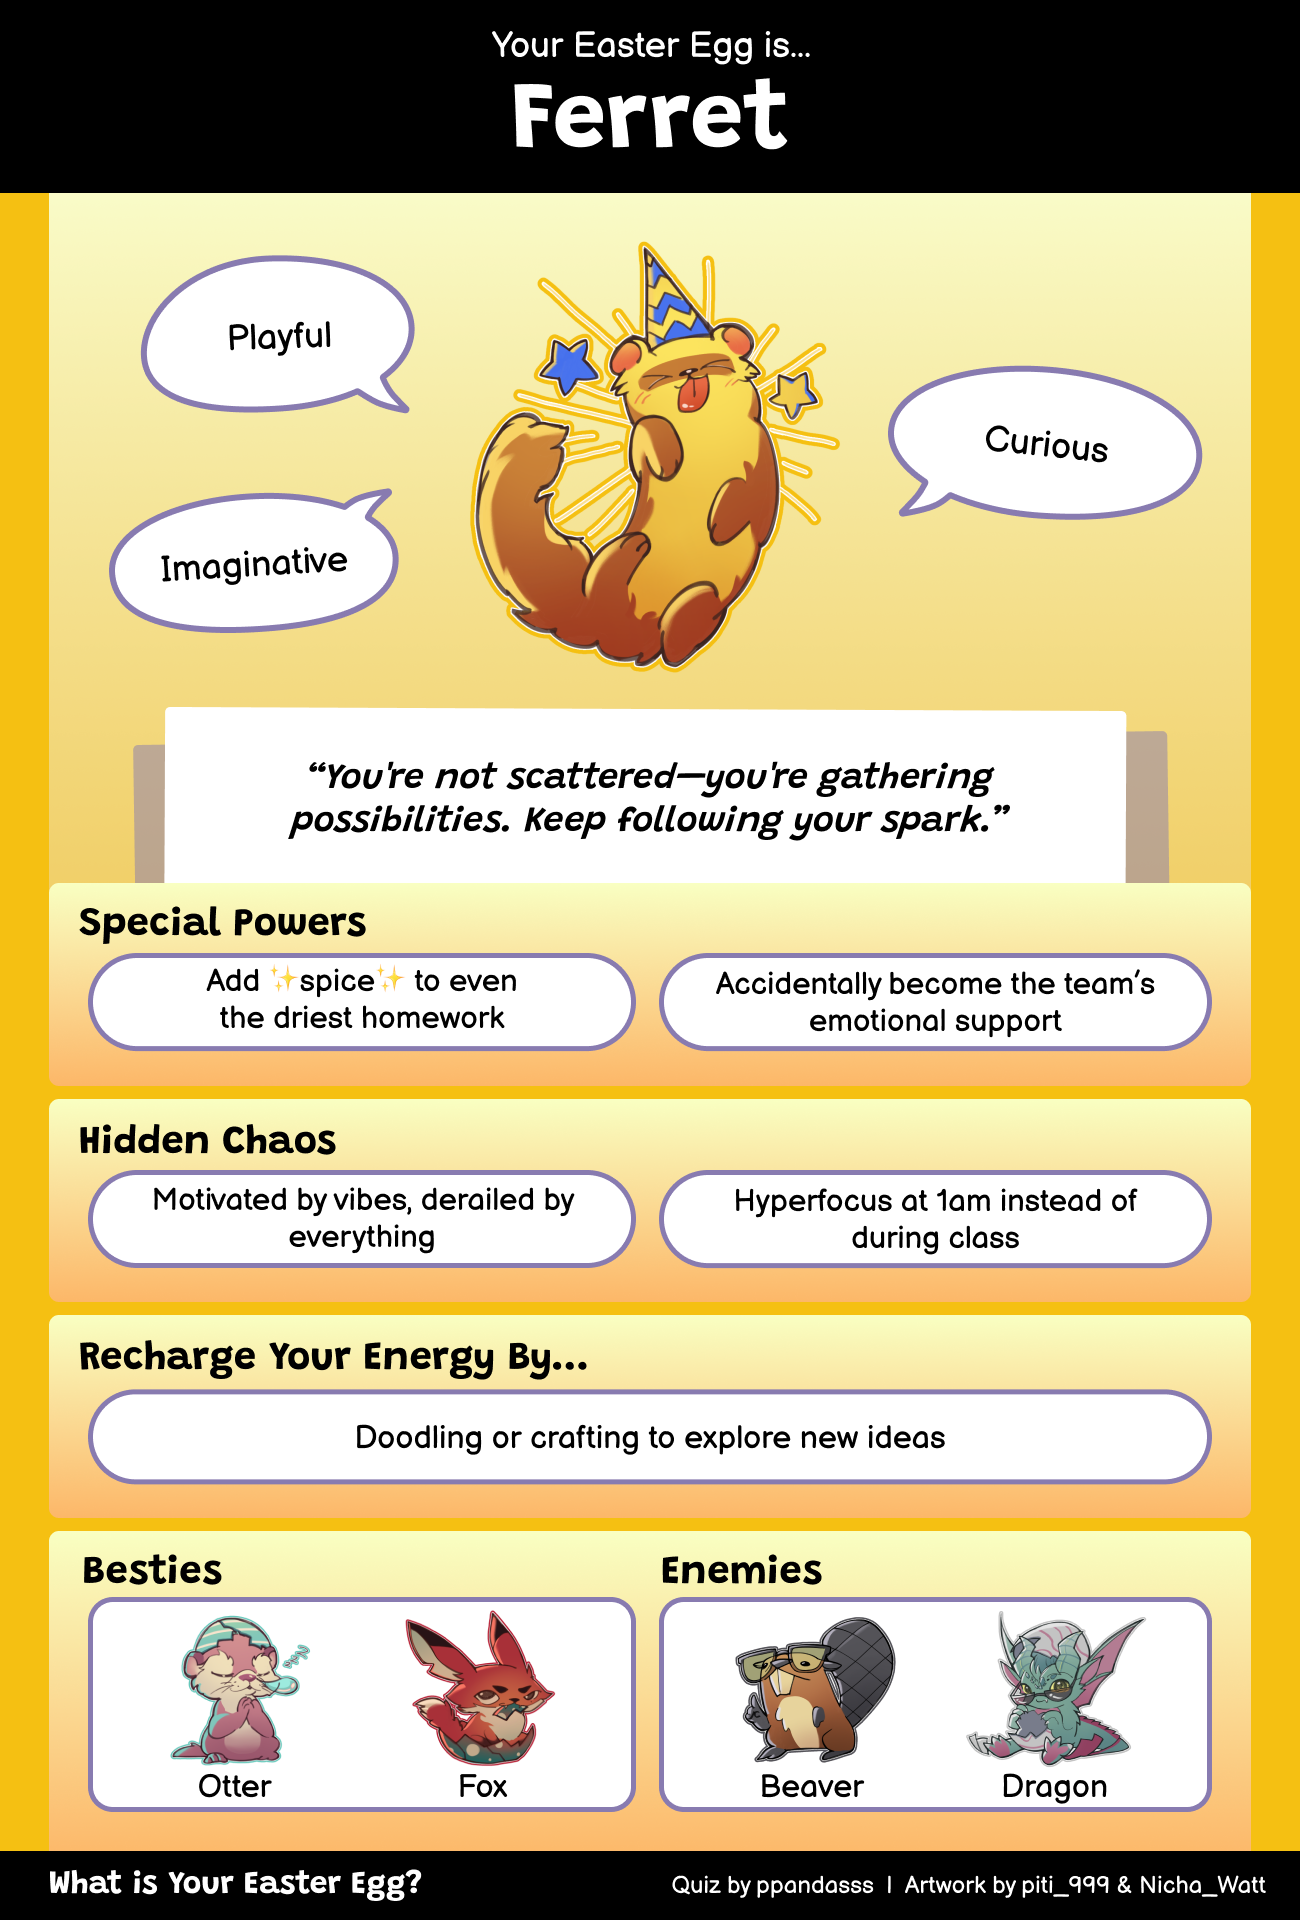 Your Easter Egg is...
Ferret
Playful
Curious
Imaginative
“You're not scattered—you're gathering
possibilities. Keep following your spark.”
Special Powers
Add ✨spice✨ to even
the driest homework
Accidentally become the team’s
emotional support
Hidden Chaos
Motivated by vibes, derailed by
everything
Hyperfocus at 1am instead of
during class
Recharge Your Energy By...
Doodling or crafting to explore new ideas
Besties
Enemies
Otter
Fox
Beaver
Dragon
What is Your Easter Egg?
Quiz by ppandasss | Artwork by piti_999 & Nicha_Watt